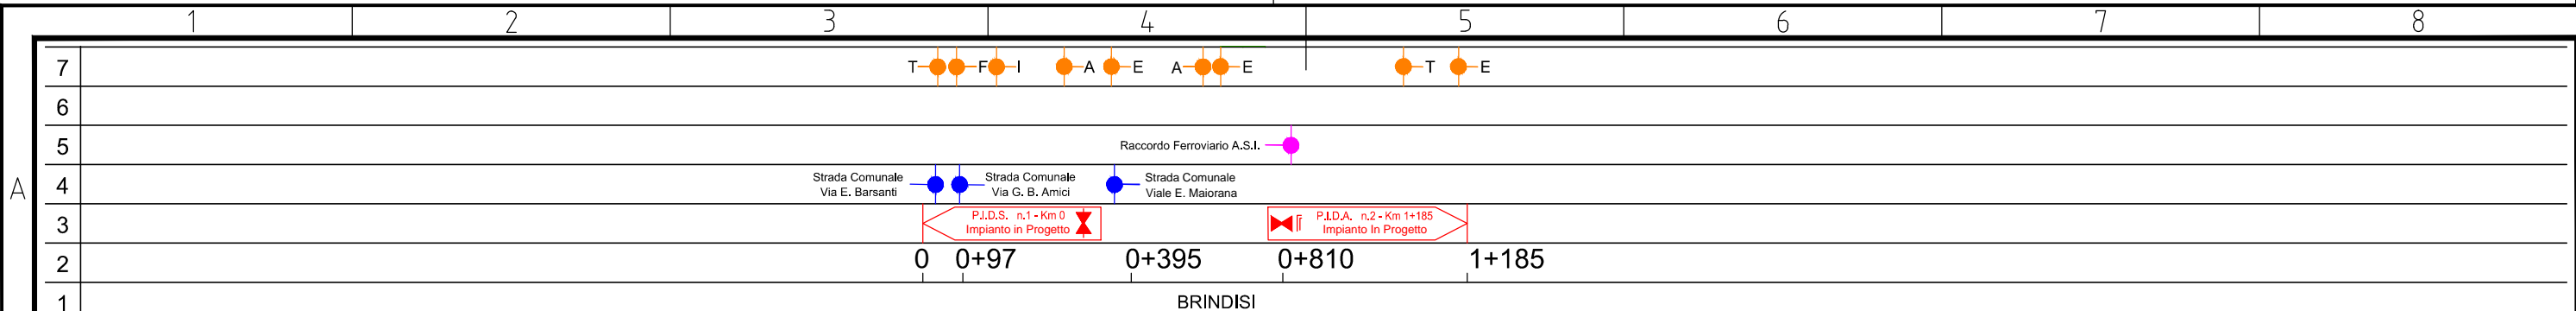 1 2 3 4 5 6 7 8
7 T F I A E A E T E
6
5 Raccordo Ferroviario A.S.I.
A
4
Strada Comunale
Via E. Barsanti
Strada Comunale
Via G. B. Amici
Strada Comunale
Viale E. Maiorana
3
P.I.D.S. n.1 - Km 0
Impianto in Progetto
P.I.D.A. n.2 - Km 1+185
Impianto In Progetto
2 0 0+97 0+395 0+810 1+185
1 BRINDISI